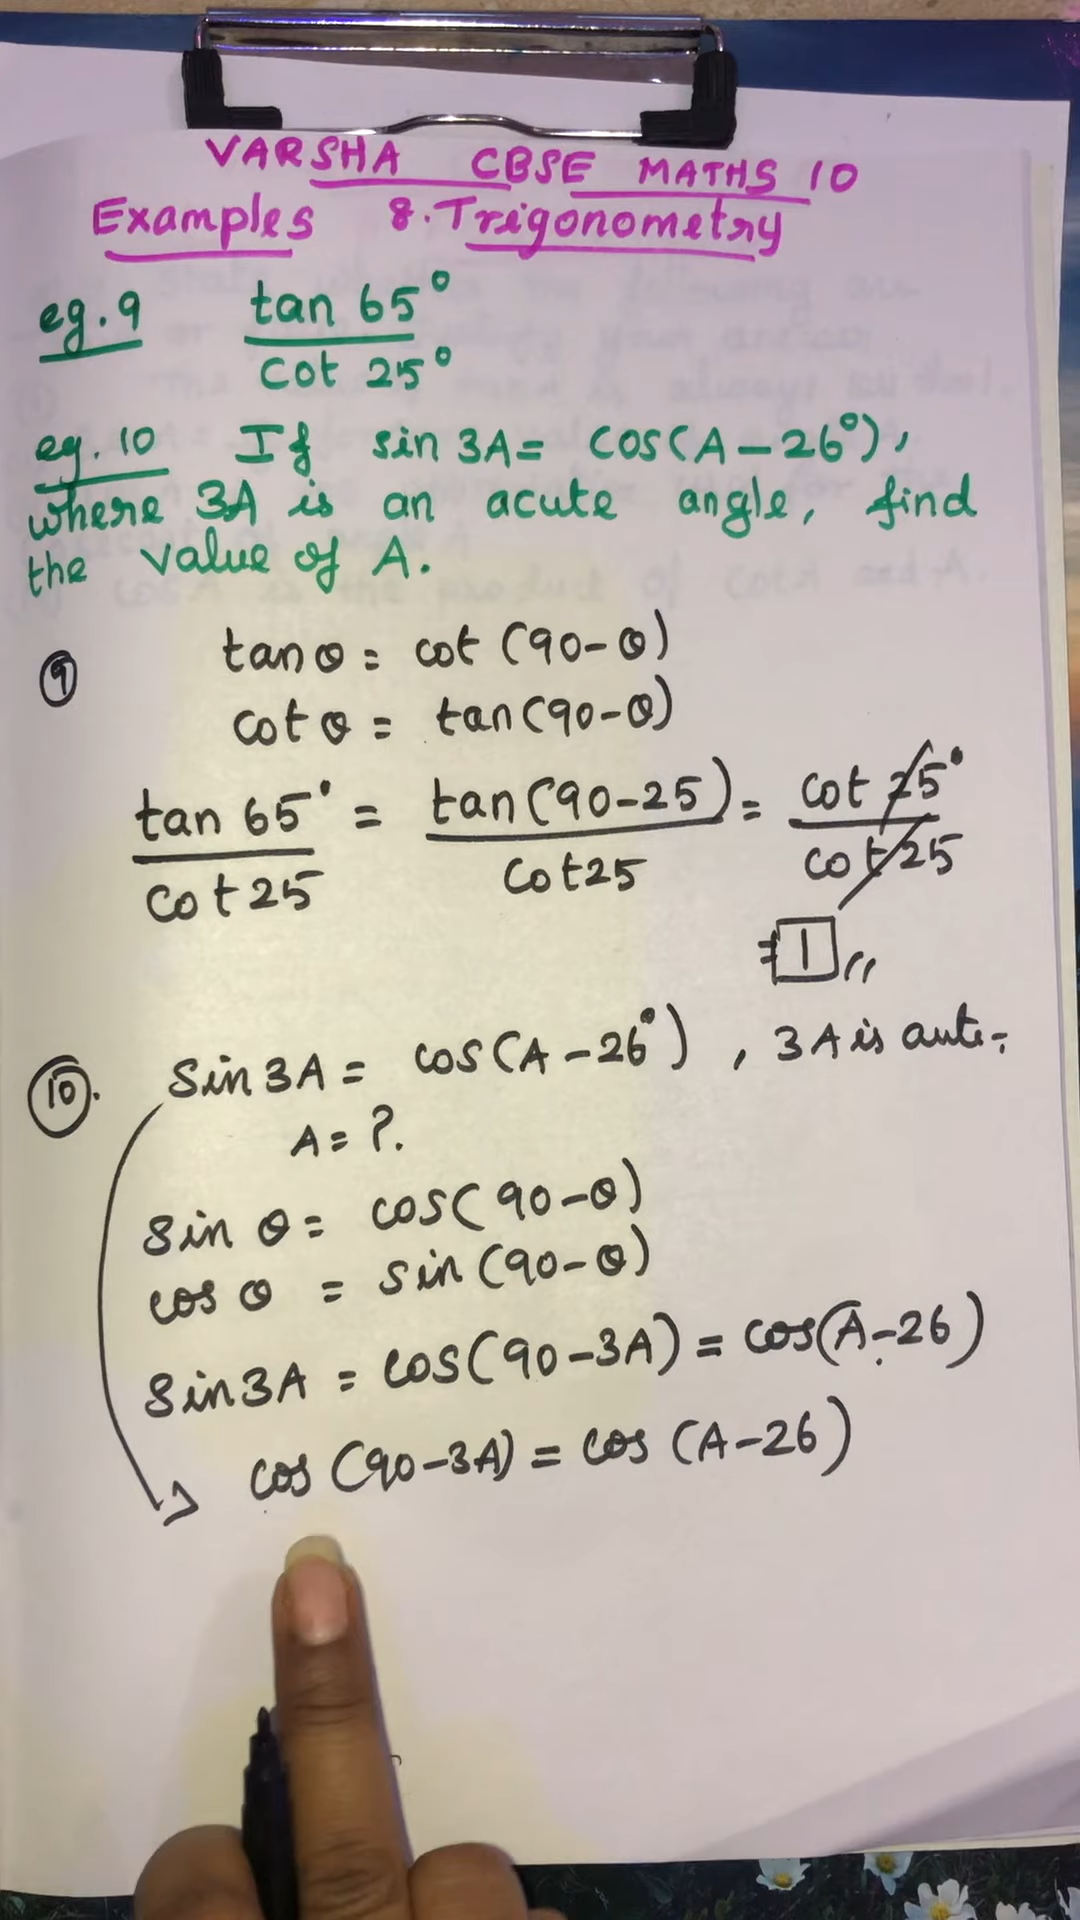 VARSHA CBSE MATHS 10
Examples 8. Trigonometry
eg. 9 tan 65° / cot 25°
eg. 10 If sin 3A = cos(A – 26°),
where 3A is an acute angle, find
the value of A.
9 tan θ = cot (90-θ)
cot θ = tan(90-θ)
tan 65° / cot 25 = tan(90-25) / cot 25 = cot 25° / cot 25
= 1 //
10. sin 3A = cos(A-26°), 3A is
A = ?.
sin θ = cos(90-θ)
cos θ = sin(90-θ)
sin 3A = cos(90-3A) = cos(A-26)
cos (90-3A) = cos (A-26)